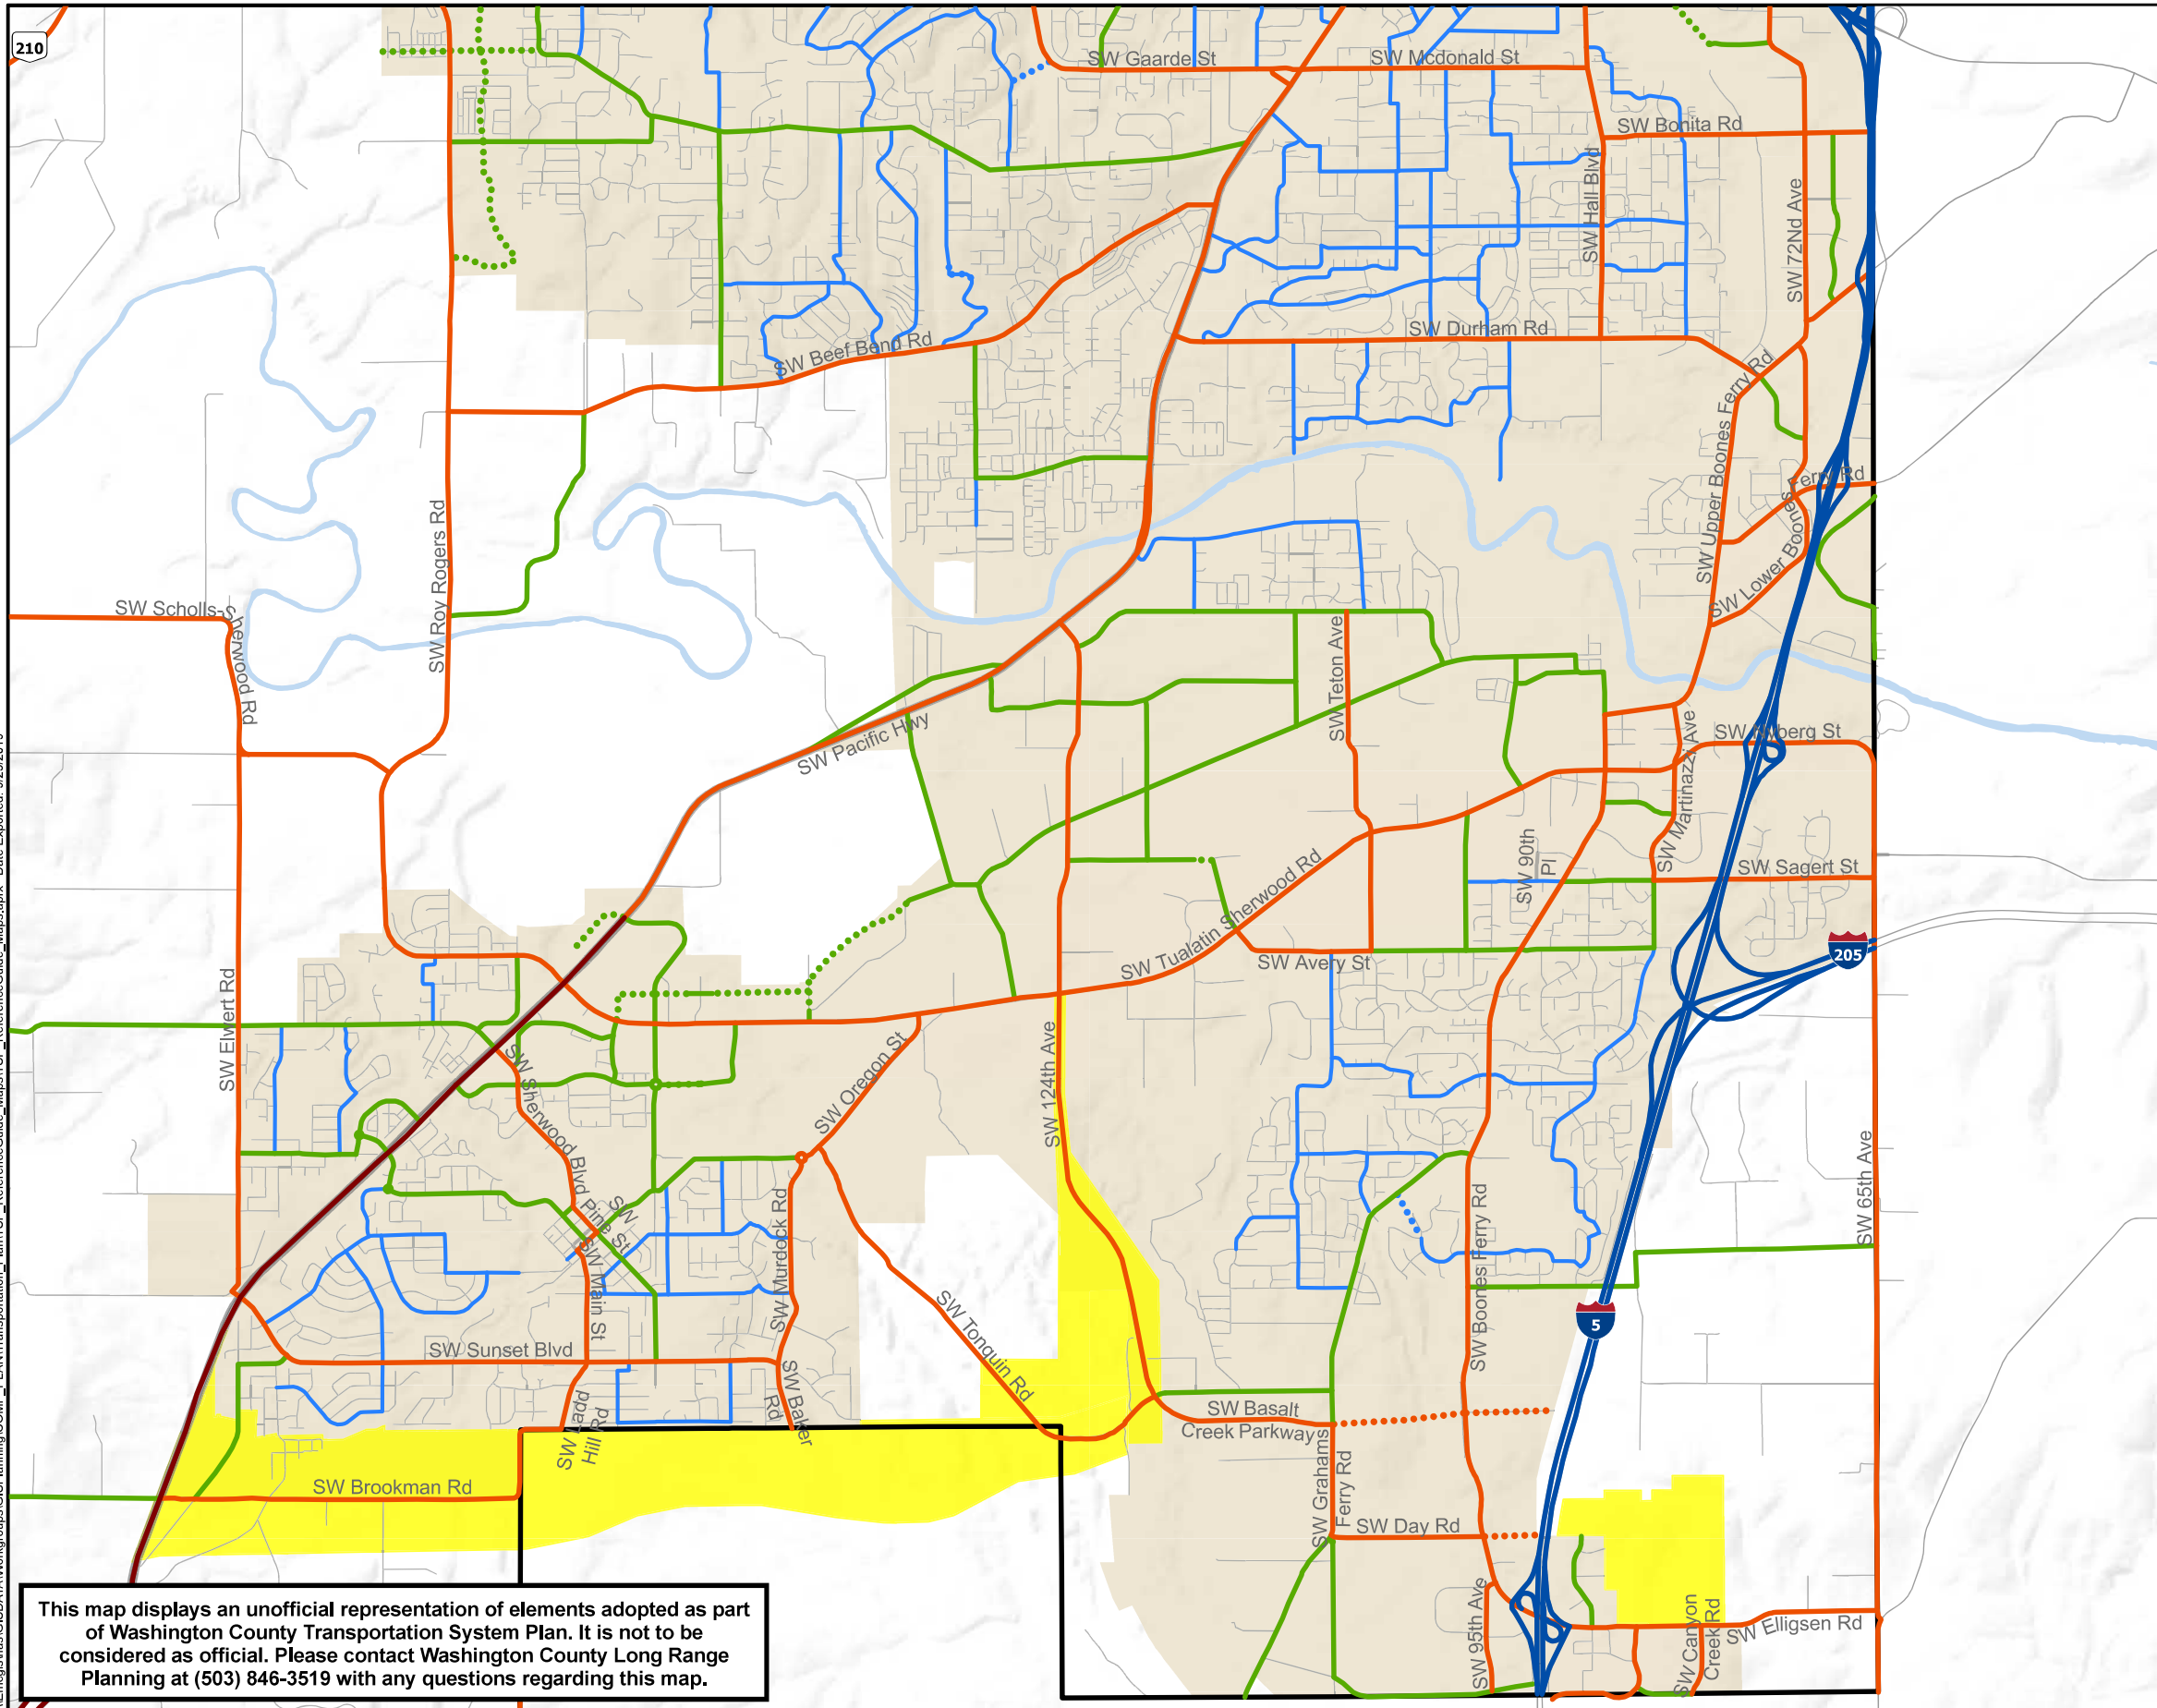 210
SW Gaarde St
SW Mcdonald St
SW Bonita Rd
SW Hall Blvd
SW 72Nd Ave
SW Durham Rd
SW Beef Bend Rd
SW Upper Boones Ferry Rd
SW Lower Boones Ferry Rd
SW Roy Rogers Rd
SW Scholls-Sherwood Rd
SW Teton Ave
SW Pacific Hwy
SW Martinazzi Ave
SW Nyberg St
SW 90th
Pl
SW Sagert St
SW Tualatin Sherwood Rd
SW Avery St
205
SW Elwert Rd
SW Oregon St
SW 124th Ave
SW Sherwood Blvd
SW
Pine St
SW Main St
SW Murdock Rd
SW Boones Ferry Rd
SW 65th Ave
SW Tonquin Rd
5
SW Sunset Blvd
SW Ladd
Hill Rd
SW Baker
Rd
SW Basalt
Creek Parkway
SW Brookman Rd
SW Grahams
Ferry Rd
SW Day Rd
SW 95th Ave
SW Canyon
Creek Rd
SW Elligsen Rd
This map displays an unofficial representation of elements adopted as part
of Washington County Transportation System Plan. It is not to be
considered as official. Please contact Washington County Long Range
Planning at (503) 846-3519 with any questions regarding this map.